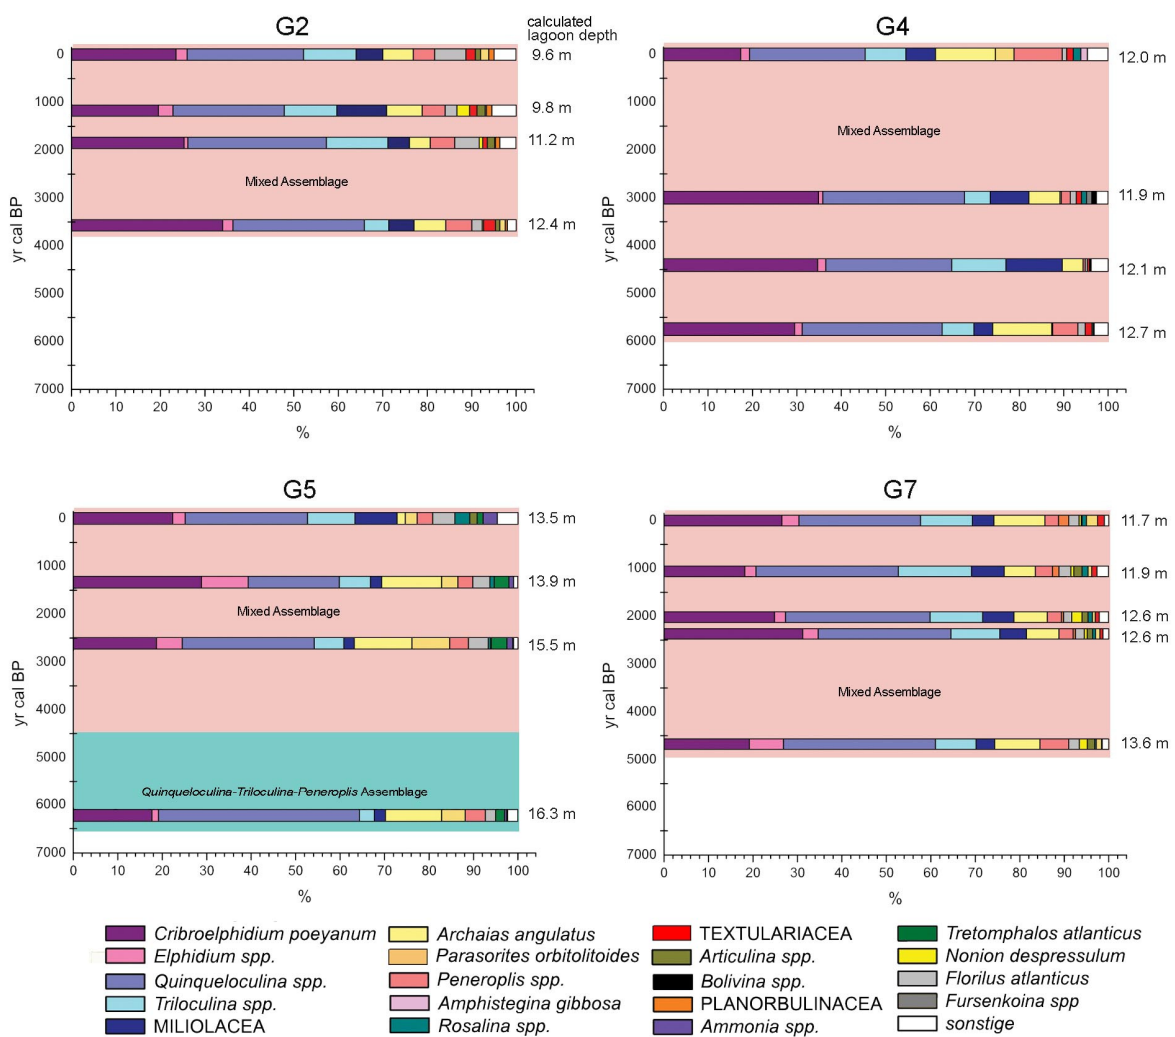 G2
calculated
lagoon depth
0
9.6 m
1000
9.8 m
2000
11.2 m
Mixed Assemblage
3000
12.4 m
4000
5000
6000
7000
yr cal BP
0 10 20 30 40 50 60 70 80 90 100
%
G4
0
12.0 m
1000
Mixed Assemblage
2000
3000
11.9 m
4000
12.1 m
5000
6000
12.7 m
7000
yr cal BP
0 10 20 30 40 50 60 70 80 90 100
%
G5
0
13.5 m
1000
13.9 m
2000
Mixed Assemblage
3000
15.5 m
4000
5000
Quinqueloculina-Triloculina-Peneroplis Assemblage
6000
16.3 m
7000
yr cal BP
0 10 20 30 40 50 60 70 80 90 100
%
G7
0
11.7 m
1000
11.9 m
2000
12.6 m
12.6 m
3000
Mixed Assemblage
4000
13.6 m
5000
6000
7000
yr cal BP
0 10 20 30 40 50 60 70 80 90 100
%
Cribroelphidium poeyanum
Elphidium spp.
Quinqueloculina spp.
Triloculina spp.
MILIOLACEA
Archaias angulatus
Parasorites orbitolitoides
Peneroplis spp.
Amphistegina gibbosa
Rosalina spp.
TEXTULARIACEA
Articulina spp.
Bolivina spp.
PLANORBULINACEA
Ammonia spp.
Tretomphalos atlanticus
Nonion despressulum
Florilus atlanticus
Fursenkoina spp
sonstige